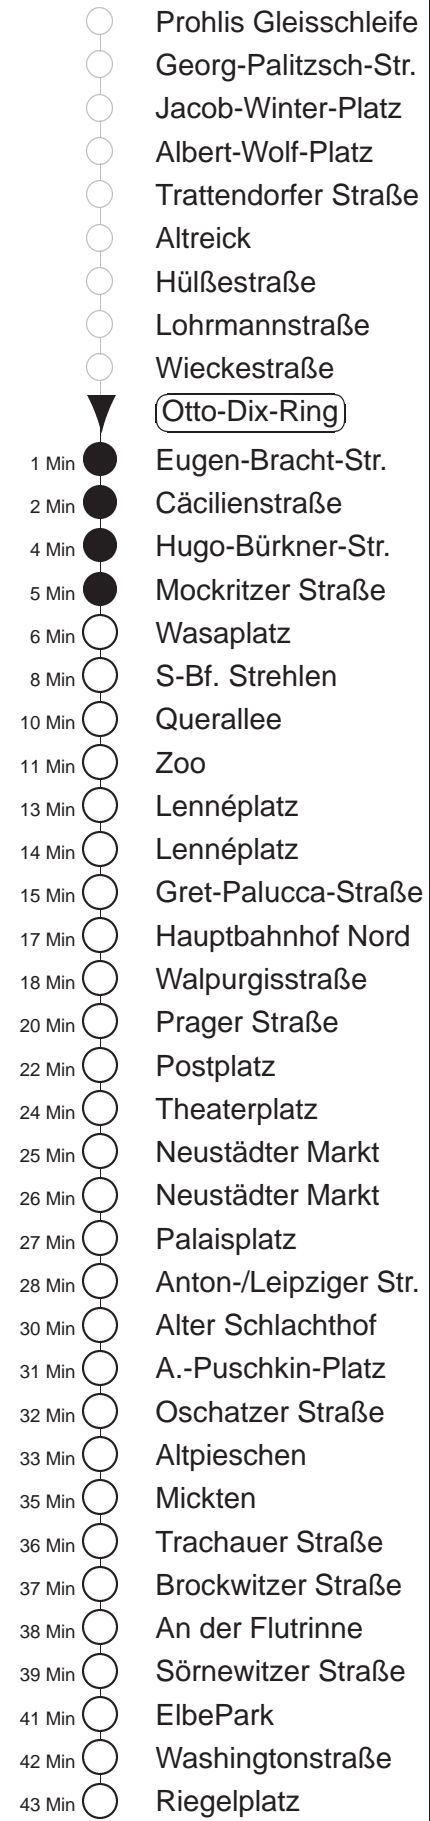 Prohlis Gleisschleife
Georg-Palitzsch-Str.
Jacob-Winter-Platz
Albert-Wolf-Platz
Trattendorfer Straße
Altreick
Hülßestraße
Lohrmannstraße
Wieckestraße
Otto-Dix-Ring
1 Min Eugen-Bracht-Str.
2 Min Cäcilienstraße
4 Min Hugo-Bürkner-Str.
5 Min Mockritzer Straße
6 Min Wasaplatz
8 Min S-Bf. Strehlen
10 Min Querallee
11 Min Zoo
13 Min Lennéplatz
14 Min Lennéplatz
15 Min Gret-Palucca-Straße
17 Min Hauptbahnhof Nord
18 Min Walpurgisstraße
20 Min Prager Straße
22 Min Postplatz
24 Min Theaterplatz
25 Min Neustädter Markt
26 Min Neustädter Markt
27 Min Palaisplatz
28 Min Anton-/Leipziger Str.
30 Min Alter Schlachthof
31 Min A.-Puschkin-Platz
32 Min Oschatzer Straße
33 Min Altpieschen
35 Min Mickten
36 Min Trachauer Straße
37 Min Brockwitzer Straße
38 Min An der Flutrinne
39 Min Sörnewitzer Straße
41 Min ElbePark
42 Min Washingtonstraße
43 Min Riegelplatz